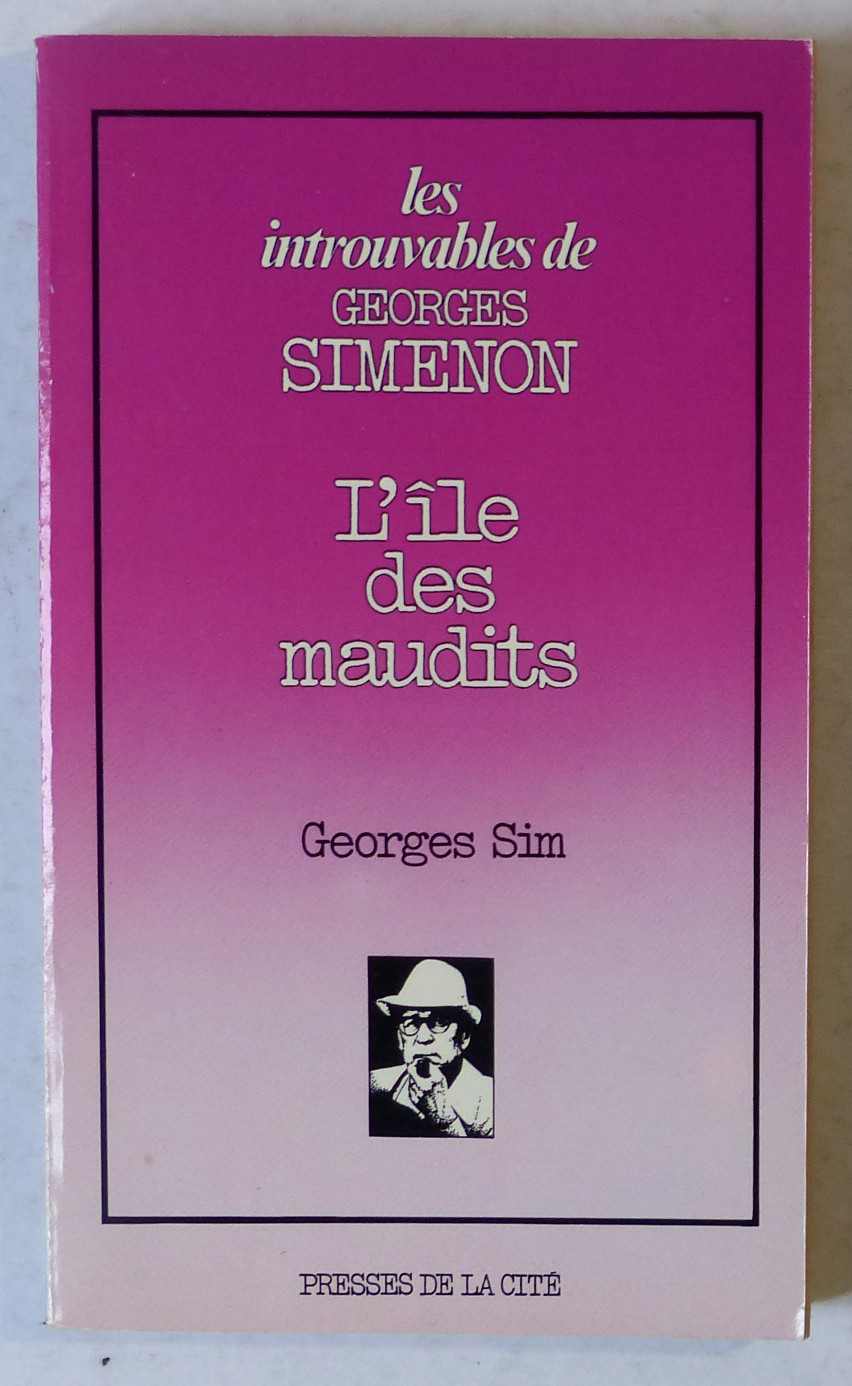 les
introuvables de
GEORGES
SIMENON
L'île
des
maudits
Georges Sim
PRESSES DE LA CITÉ